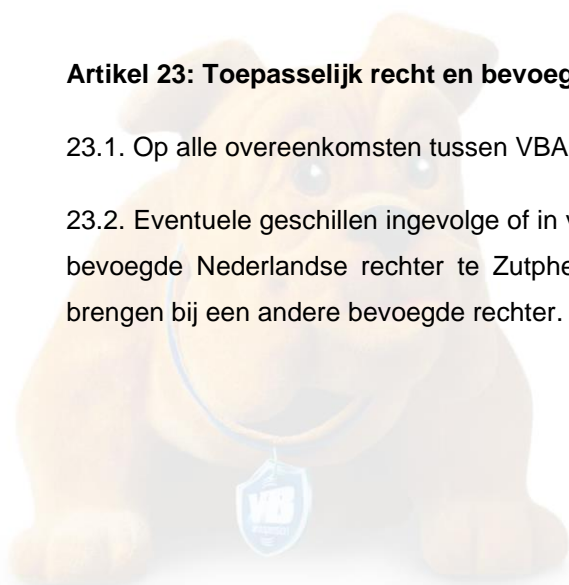 Artikel 23: Toepasselijk recht en bevoeg
23.1. Op alle overeenkomsten tussen VBA
23.2. Eventuele geschillen ingevolge of in v
bevoegde Nederlandse rechter te Zutphe
brengen bij een andere bevoegde rechter.
VB